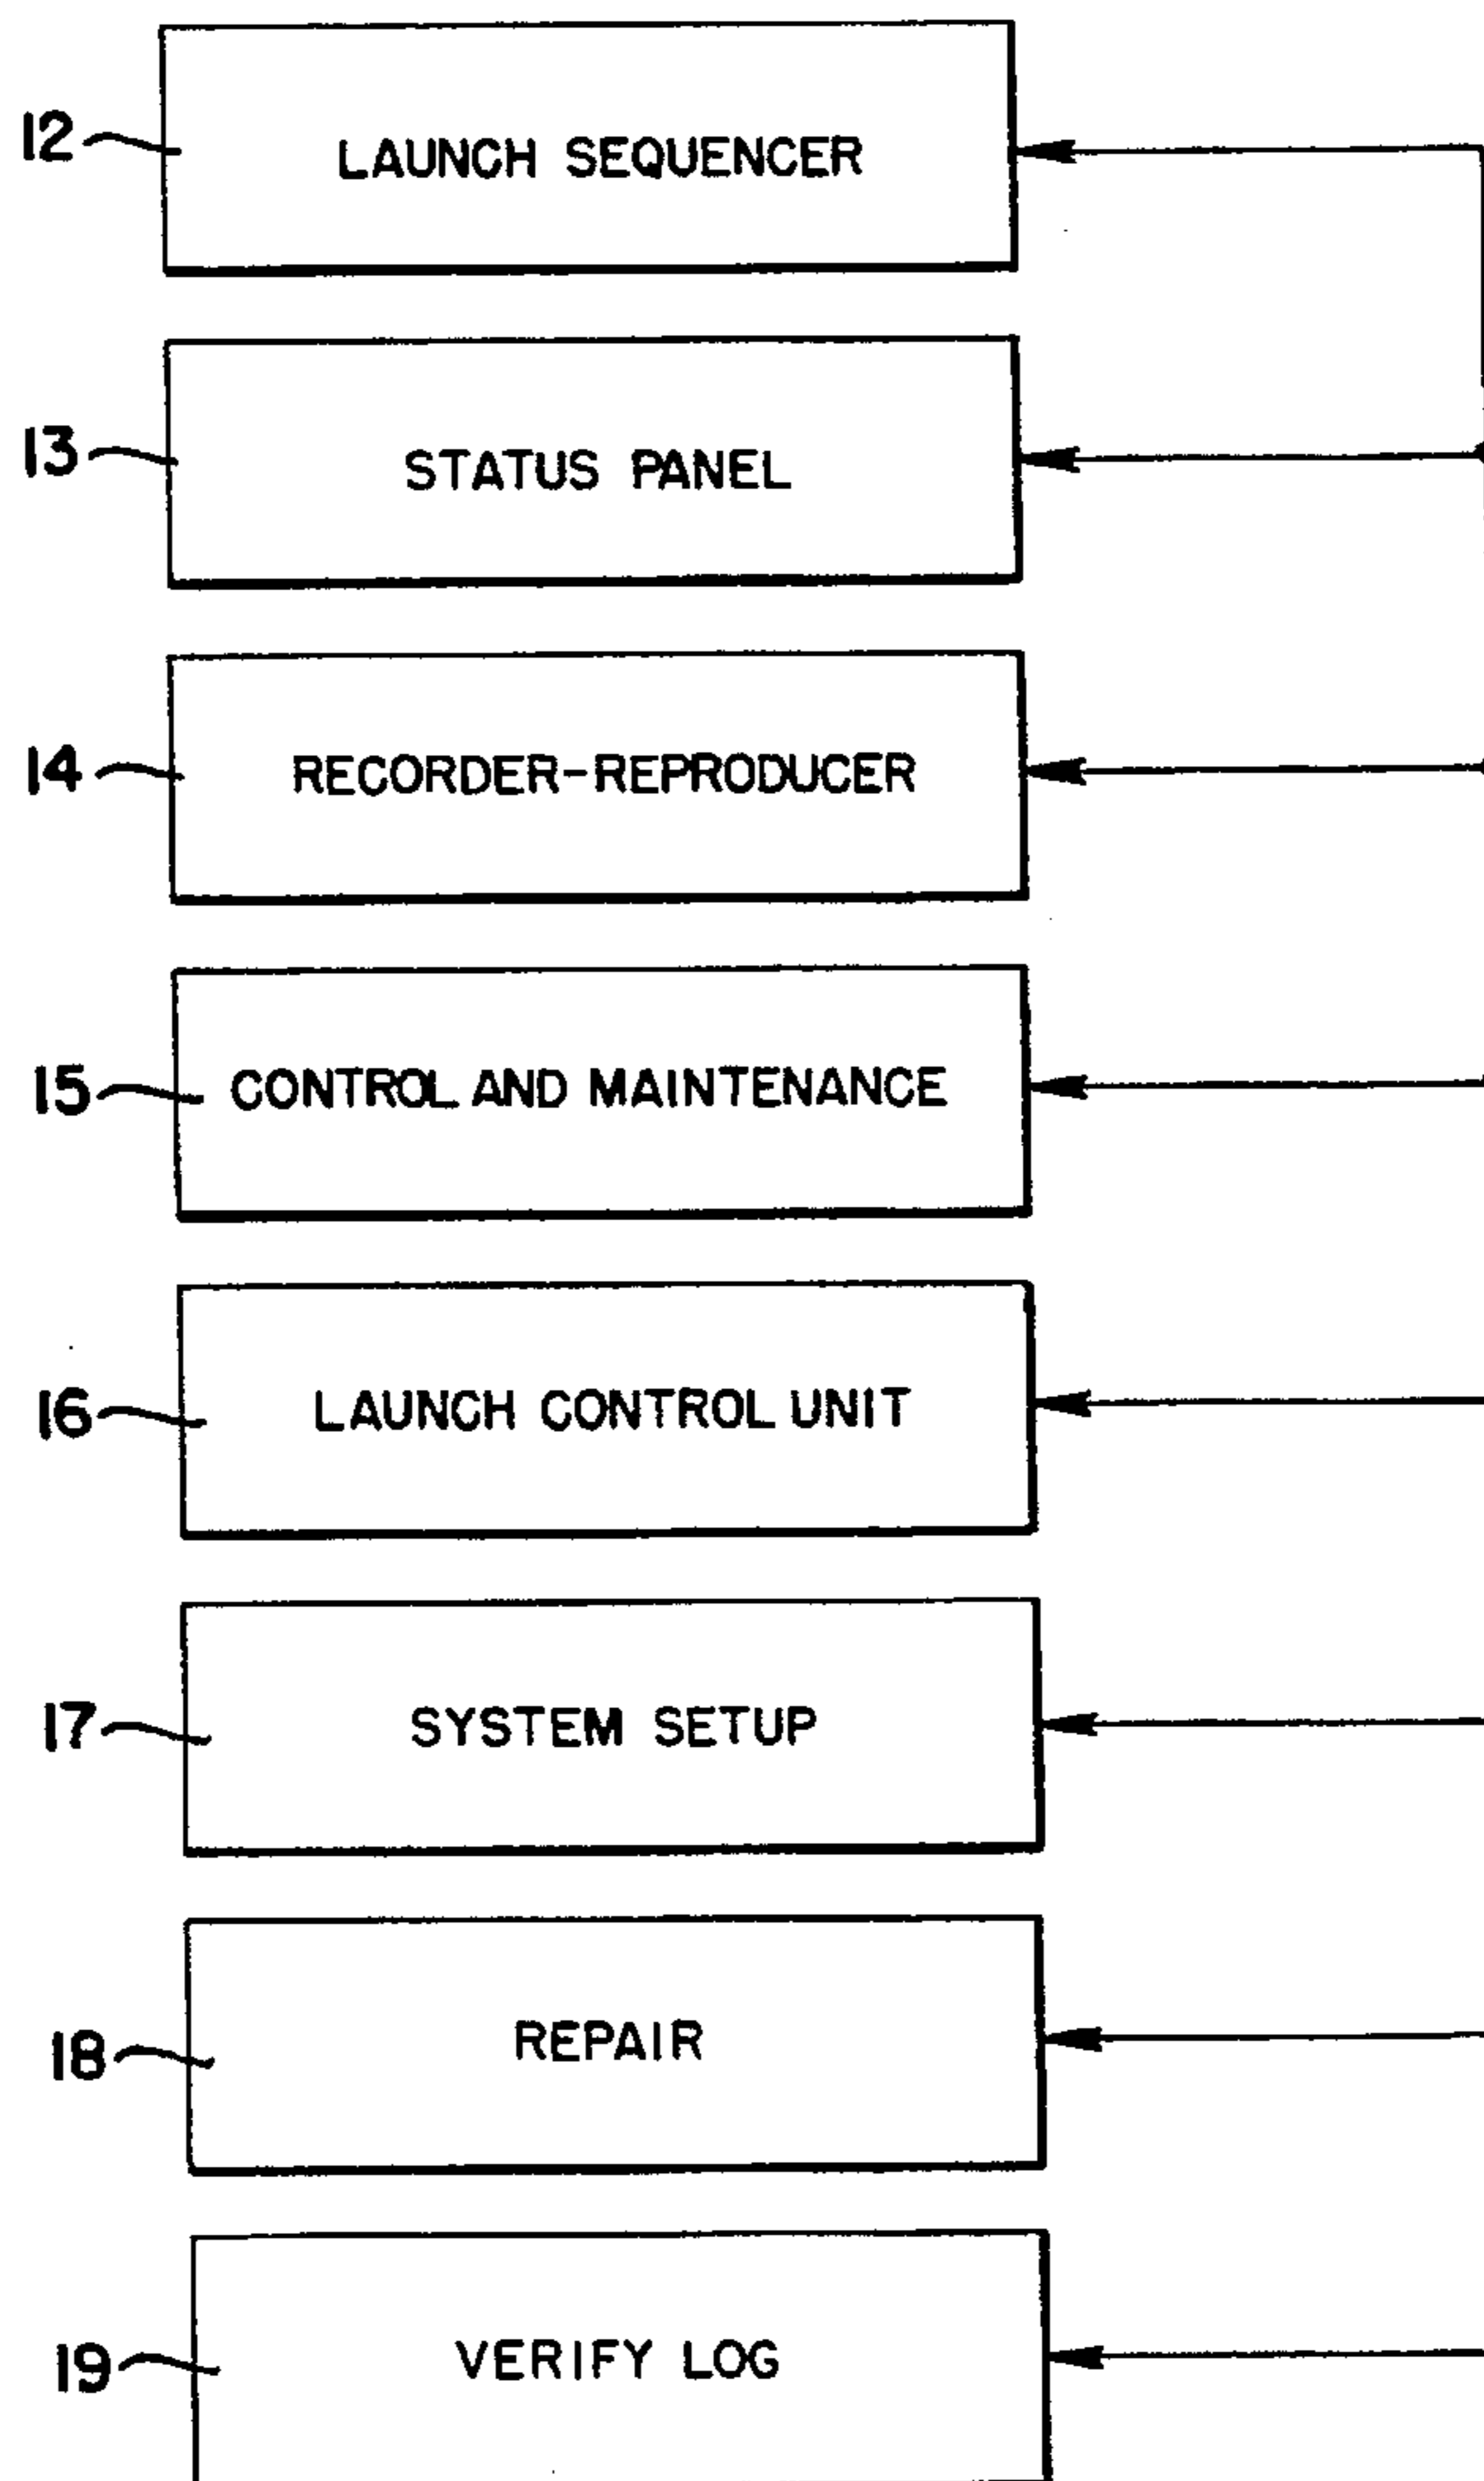 12 LAUNCH SEQUENCER
13 STATUS PANEL
14 RECORDER-REPRODUCER
15 CONTROL AND MAINTENANCE
16 LAUNCH CONTROL UNIT
17 SYSTEM SETUP
18 REPAIR
19 VERIFY LOG